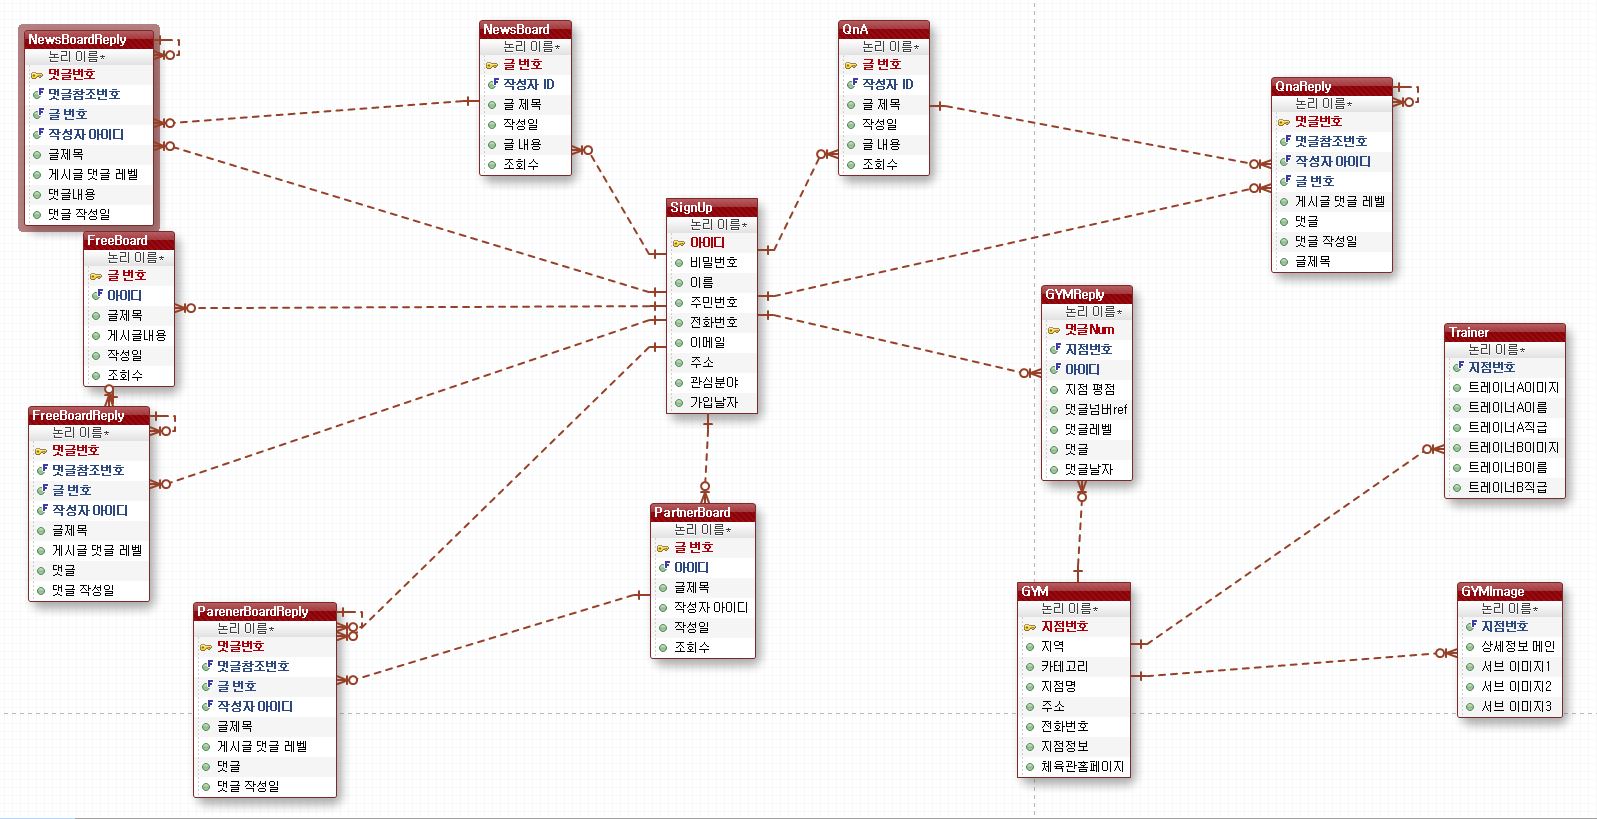 NewsBoardReply
논리 이름*
댓글번호
댓글참조번호
글 번호
작성자 아이디
글제목
게시글 댓글 레벨
댓글내용
댓글 작성일
NewsBoard
논리 이름*
글 번호
작성자 ID
글 제목
작성일
글 내용
조회수
QnA
논리 이름*
글 번호
작성자 ID
글 제목
작성일
글 내용
조회수
QnaReply
논리 이름*
댓글번호
댓글참조번호
작성자 아이디
글 번호
게시글 댓글 레벨
댓글
댓글 작성일
글제목
SignUp
논리 이름*
아이디
비밀번호
이름
주민번호
전화번호
이메일
주소
관심분야
가입날자
FreeBoard
논리 이름*
글 번호
아이디
글제목
게시글내용
작성일
조회수
GYMReply
논리 이름*
댓글Num
지점번호
아이디
지점 평점
댓글넘버ref
댓글레벨
댓글
댓글날자
Trainer
논리 이름*
지점번호
트레이너A이미지
트레이너A이름
트레이너A직급
트레이너B이미지
트레이너B이름
트레이너B직급
FreeBoardReply
논리 이름*
댓글번호
댓글참조번호
글 번호
작성자 아이디
글제목
게시글 댓글 레벨
댓글
댓글 작성일
PartnerBoard
논리 이름*
글 번호
아이디
글제목
작성자 아이디
작성일
조회수
ParenerBoardReply
논리 이름*
댓글번호
댓글참조번호
글 번호
작성자 아이디
글제목
게시글 댓글 레벨
댓글
댓글 작성일
GYM
논리 이름*
지점번호
지역
카테고리
지점명
주소
전화번호
지점정보
체육관홈페이지
GYMImage
논리 이름*
지점번호
상세정보 메인
서브 이미지1
서브 이미지2
서브 이미지3